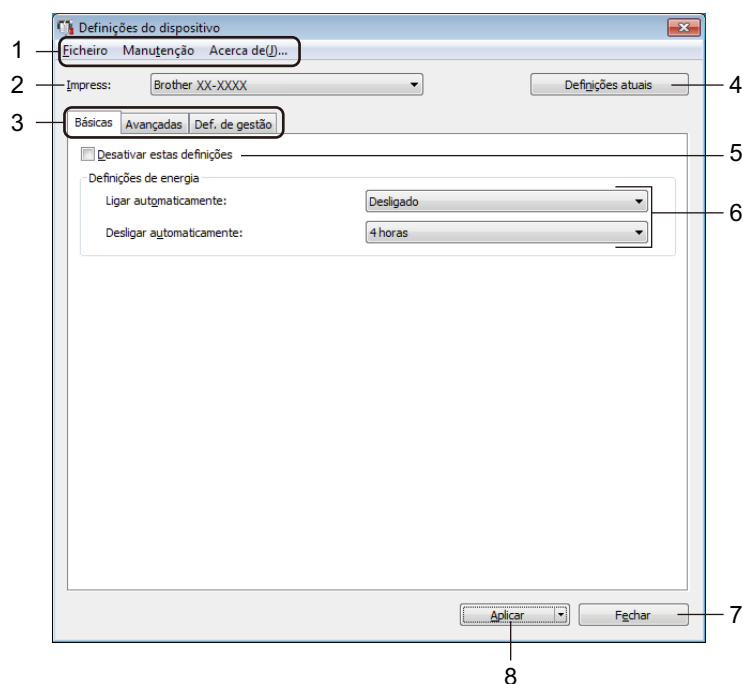 Definições do dispositivo
1 Ficheiro Manutenção Acerca de(J)...
2 Impress: Brother XX-XXXX Definições atuais 4
3 Básicas Avançadas Def. de gestão
Desativar estas definições 5
Definições de energia
Ligar automaticamente: Desligado
6
Desligar automaticamente: 4 horas
Aplicar Fechar 7
8